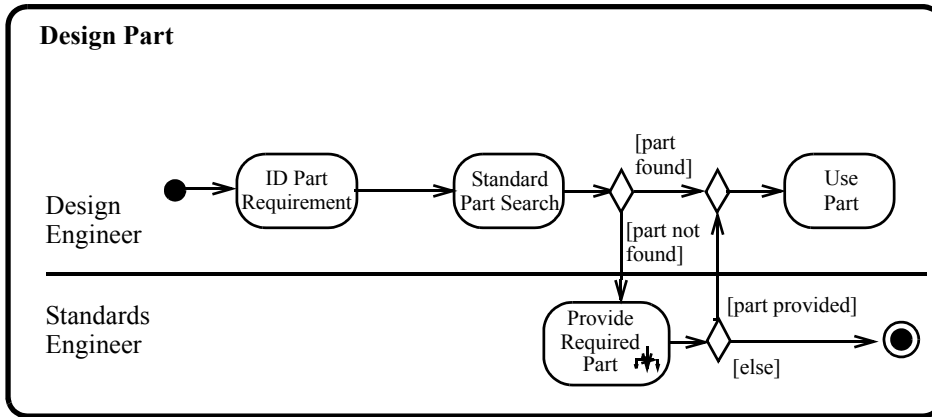 Design Part
[part
found]
ID Part
Requirement
Standard
Part Search
Use
Part
Design
Engineer
[part not
found]
Standards
Engineer
Provide
Required
Part
[part provided]
[else]